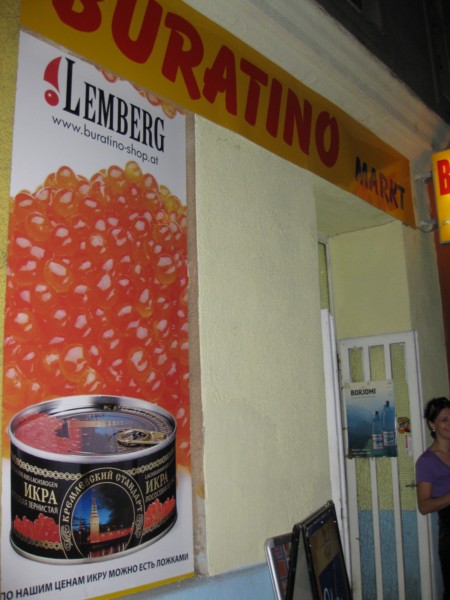 BURATINO
MARKT
LEMBERG
www.buratino-shop.at
BORJOMI
ИКРА
ЗЕРНИСТАЯ
КРЕМЛЕВСКИЙ СТАНДАРТ
ИКРА
ПО НАШИМ ЦЕНАМ ИКРУ МОЖНО ЕСТЬ ЛОЖКАМИ